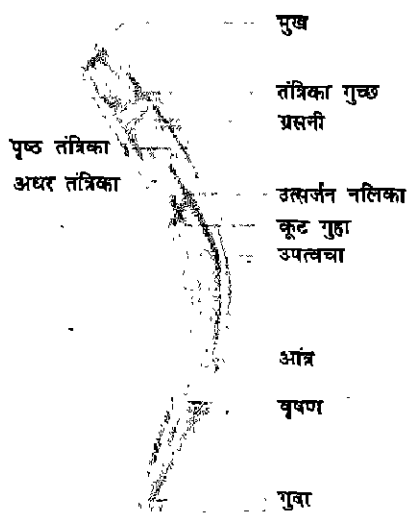 मुख
तंत्रिका गुच्छ
ग्रसनी
पृष्ठ तंत्रिका
अधर तंत्रिका
उत्सर्जन नलिका
कूट गुहा
उपत्वचा
आंत्र
वृषण
गुदा